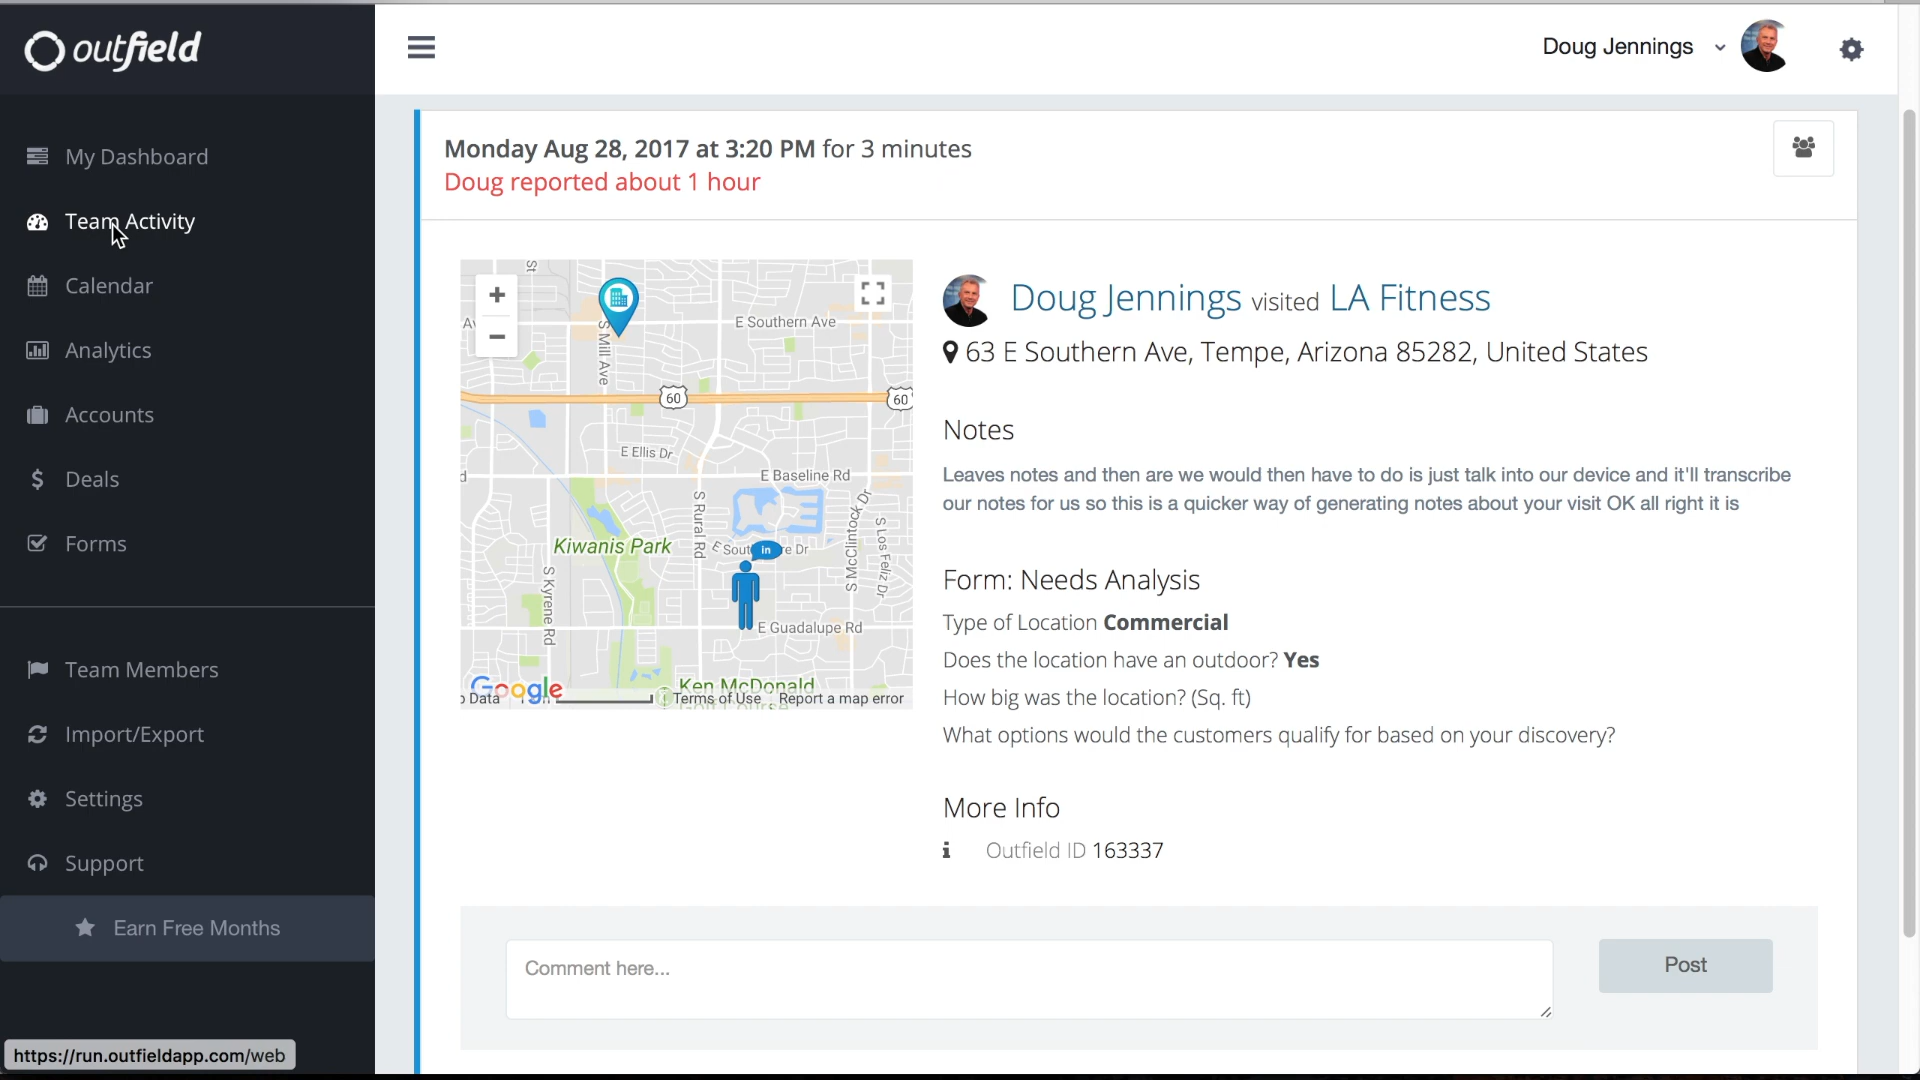 outfield
Doug Jennings
My Dashboard
Team Activity
Calendar
Analytics
Accounts
Deals
Forms
Team Members
Import/Export
Settings
Support
Earn Free Months
https://run.outfieldapp.com/web
Monday Aug 28, 2017 at 3:20 PM for 3 minutes
Doug reported about 1 hour
St
S Mill Ave
E Southern Ave
60
60
E Ellis Dr
E Baseline Rd
S Rural Rd
S McClintock Dr
S Los Feliz Dr
Kiwanis Park
in
S Kyrene Rd
E Guadalupe Rd
Ken McDonald
Golf Course
Google
Data
Terms of Use
Report a map error
Doug Jennings visited LA Fitness
63 E Southern Ave, Tempe, Arizona 85282, United States
Notes
Leaves notes and then are we would then have to do is just talk into our device and it'll transcribe
our notes for us so this is a quicker way of generating notes about your visit OK all right it is
Form: Needs Analysis
Type of Location Commercial
Does the location have an outdoor? Yes
How big was the location? (Sq. ft)
What options would the customers qualify for based on your discovery?
More Info
Outfield ID 163337
Comment here...
Post